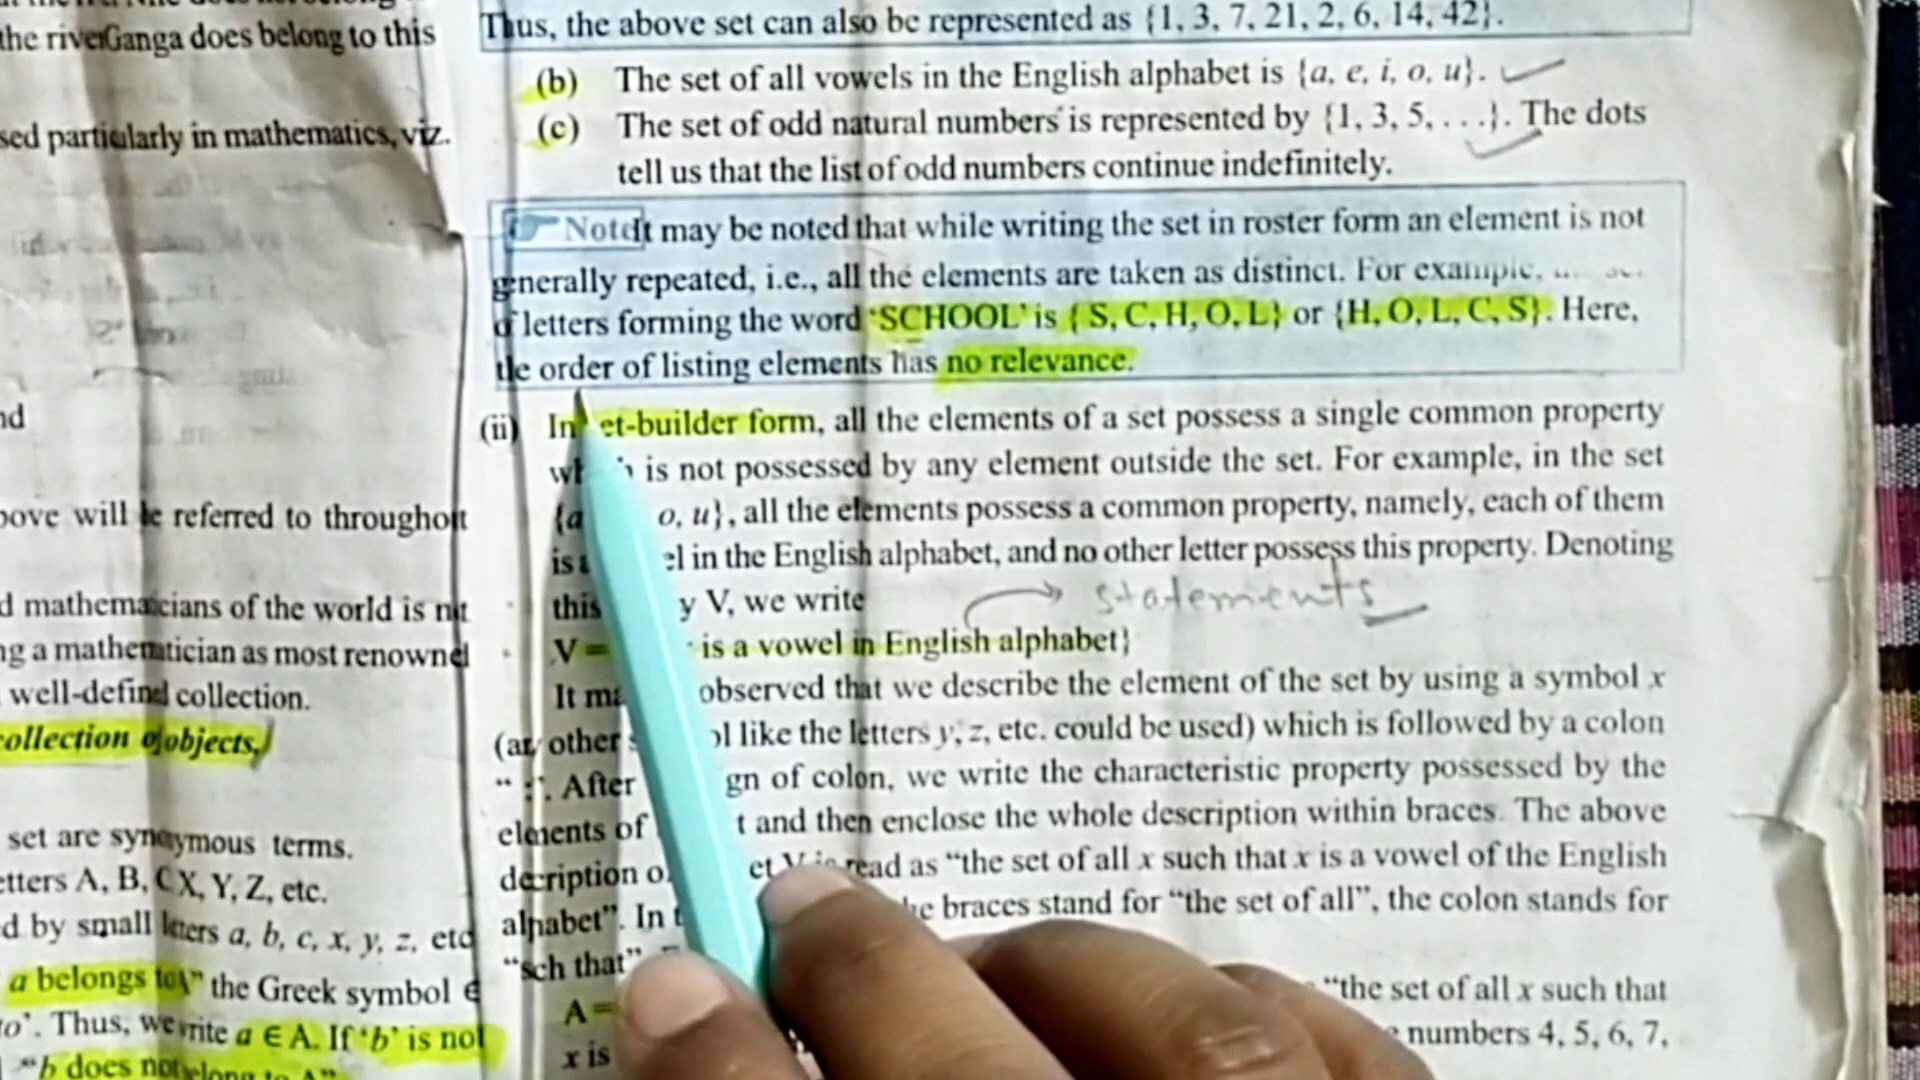 the river Ganga does belong to this
sed particularly in mathematics, viz.
nd
bove will be referred to throughout
d mathematicians of the world is not
ng a mathematician as most renowned
well-defined collection.
collection of objects,
set are synonymous terms.
etters A, B, C X, Y, Z, etc.
d by small letters a, b, c, x, y, z, etc
a belongs to" the Greek symbol ∈
to'. Thus, we write a ∈ A. If 'b' is not
"b does not belong to A"
Thus, the above set can also be represented as {1, 3, 7, 21, 2, 6, 14, 42}.
(b) The set of all vowels in the English alphabet is {a, e, i, o, u}.
(c) The set of odd natural numbers is represented by {1, 3, 5, . . .}. The dots
tell us that the list of odd numbers continue indefinitely.
Note It may be noted that while writing the set in roster form an element is not
generally repeated, i.e., all the elements are taken as distinct. For example,
of letters forming the word 'SCHOOL' is { S, C, H, O, L} or {H, O, L, C, S}. Here,
the order of listing elements has no relevance.
(ii) In et-builder form, all the elements of a set possess a single common property
is not possessed by any element outside the set. For example, in the set
{a o, u}, all the elements possess a common property, namely, each of them
is el in the English alphabet, and no other letter possess this property. Denoting
this y V, we write
statements
V = is a vowel in English alphabet}
It observed that we describe the element of the set by using a symbol x
(any other ol like the letters y, z, etc. could be used) which is followed by a colon
" : ". After gn of colon, we write the characteristic property possessed by the
elements of t and then enclose the whole description within braces. The above
description o et V is read as "the set of all x such that x is a vowel of the English
alphabet". In braces stand for "the set of all", the colon stands for
"such that" "the set of all x such that
A =
x is numbers 4, 5, 6, 7,